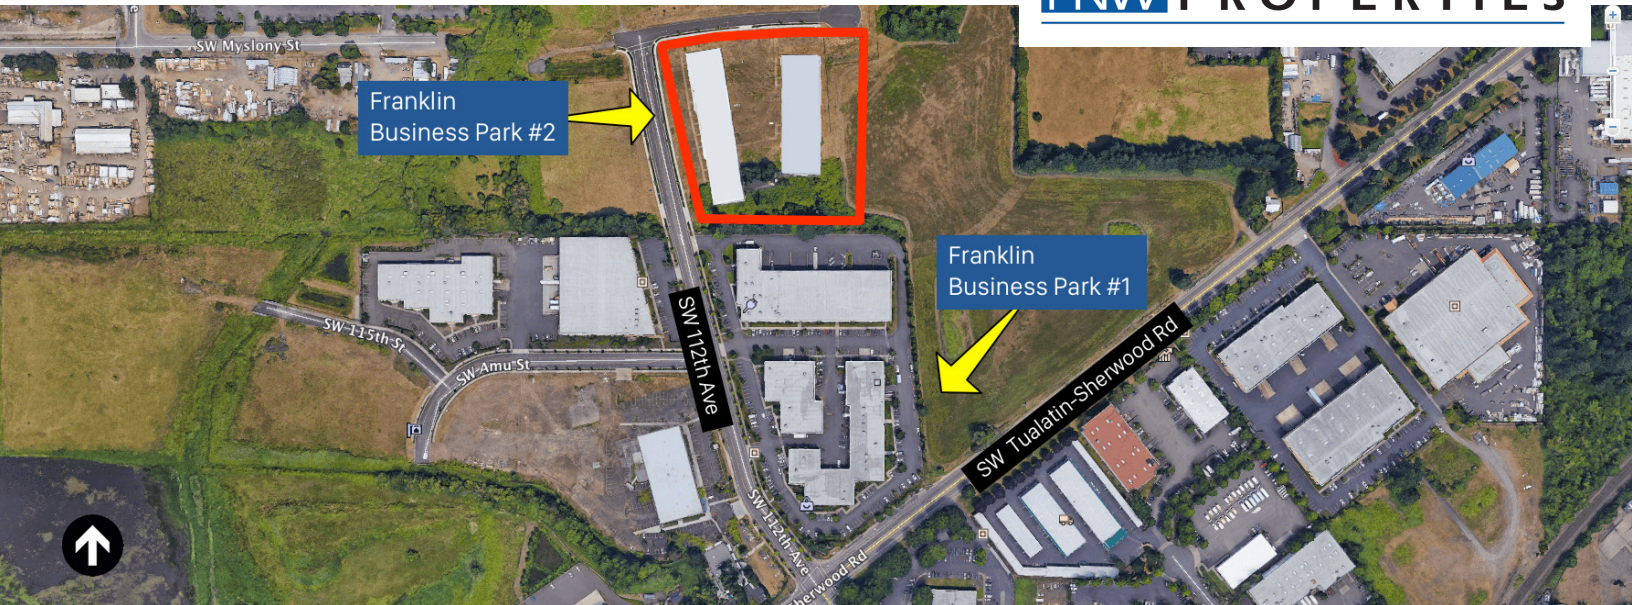 PNW PROPERTIES
SW Myslony St
Franklin
Business Park #2
Franklin
Business Park #1
SW 112th Ave
SW 115th St
SW Amu St
SW Tualatin-Sherwood Rd
SW 112th Ave
Sherwood Rd